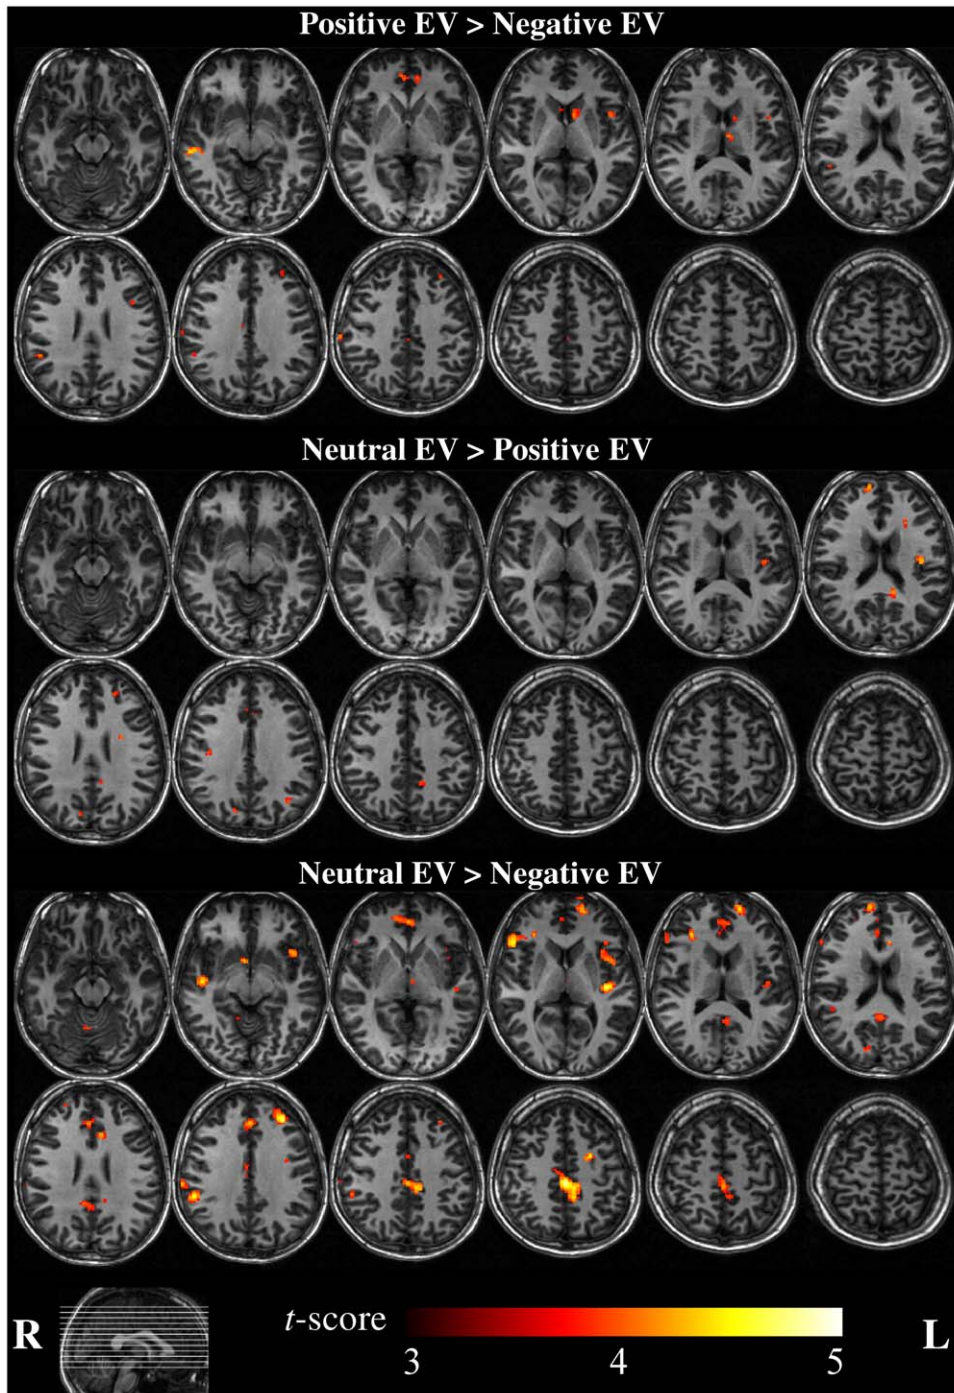 Positive EV > Negative EV
Neutral EV > Positive EV
Neutral EV > Negative EV
R t-score L
3 4 5